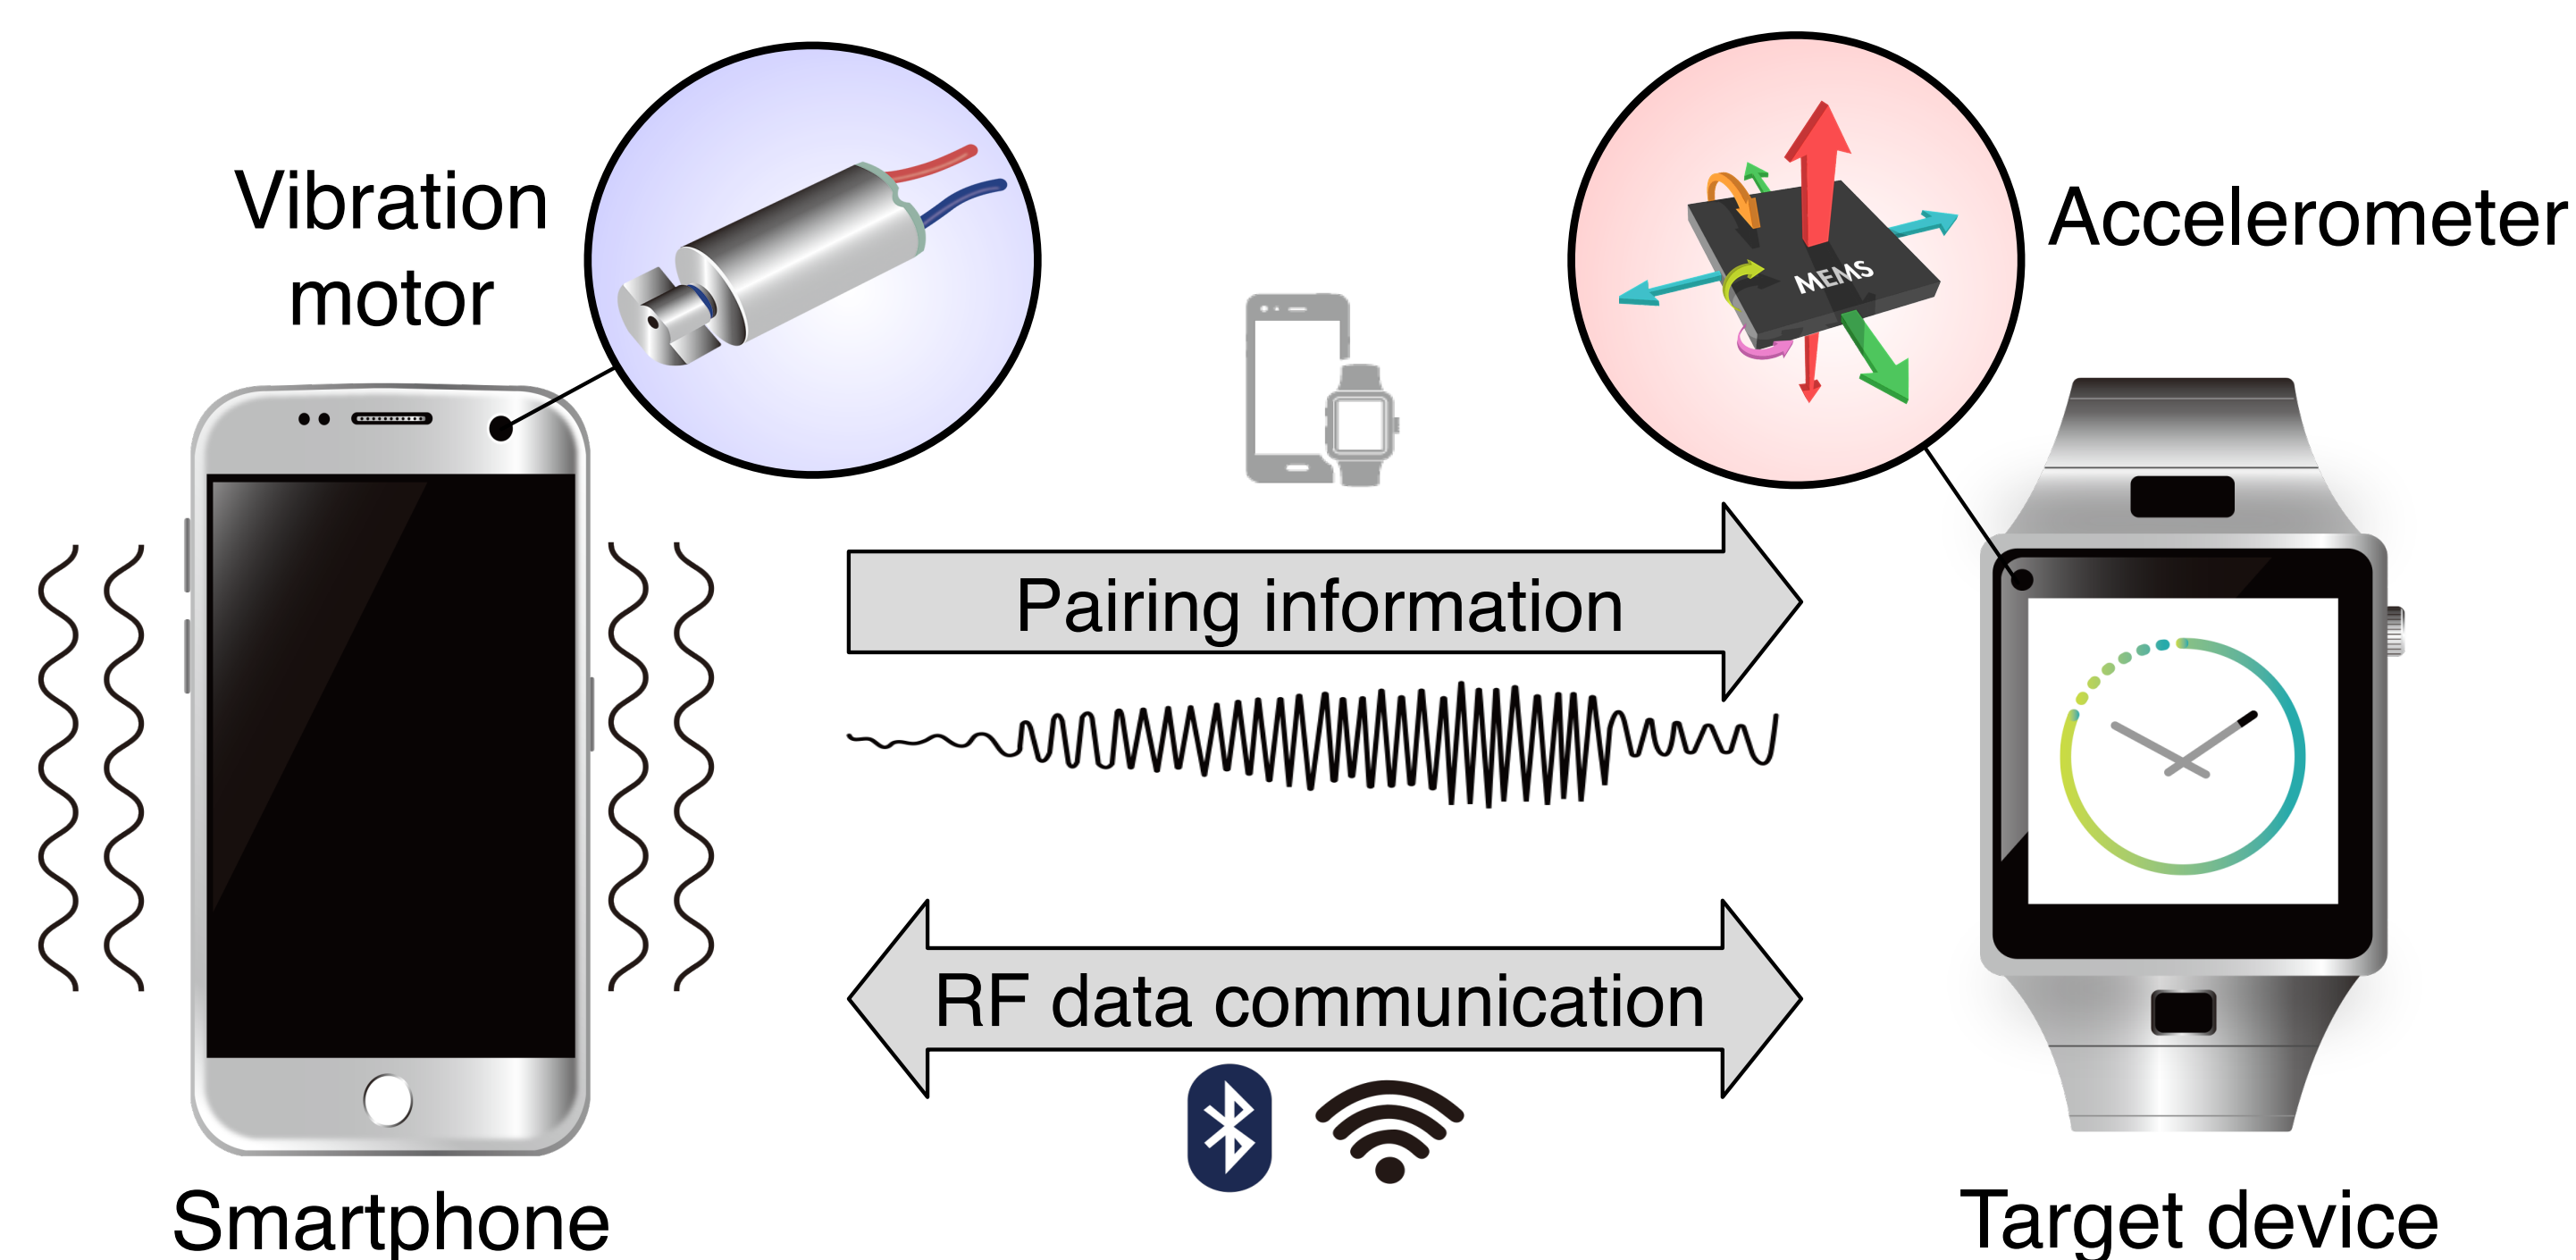 Vibration
motor
MEMS
Accelerometer
Pairing information
RF data communication
Smartphone
Target device